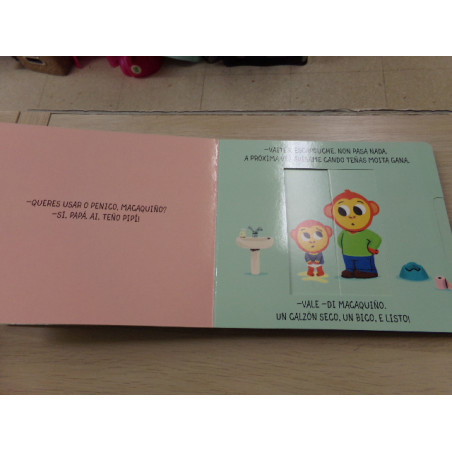 -QUERES USAR O PENICO, MACAQUIÑO?
-SI, PAPÁ. AI, TEÑO PIPÍ!
NON PASA NADA.
A PRÓXIMA CANDO TEÑAS MOITA GANA.
-VALE -DI MACAQUIÑO.
UN CALZÓN SECO, UN BICO, E LISTO!